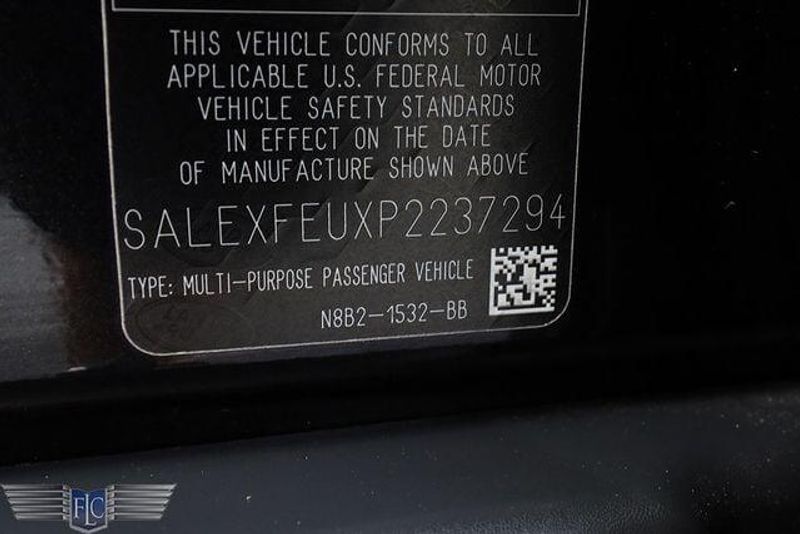 THIS VEHICLE CONFORMS TO ALL
APPLICABLE U.S. FEDERAL MOTOR
VEHICLE SAFETY STANDARDS
IN EFFECT ON THE DATE
OF MANUFACTURE SHOWN ABOVE
SALEXFEUXP2237294
TYPE: MULTI-PURPOSE PASSENGER VEHICLE
N8B2-1532-BB
FLC